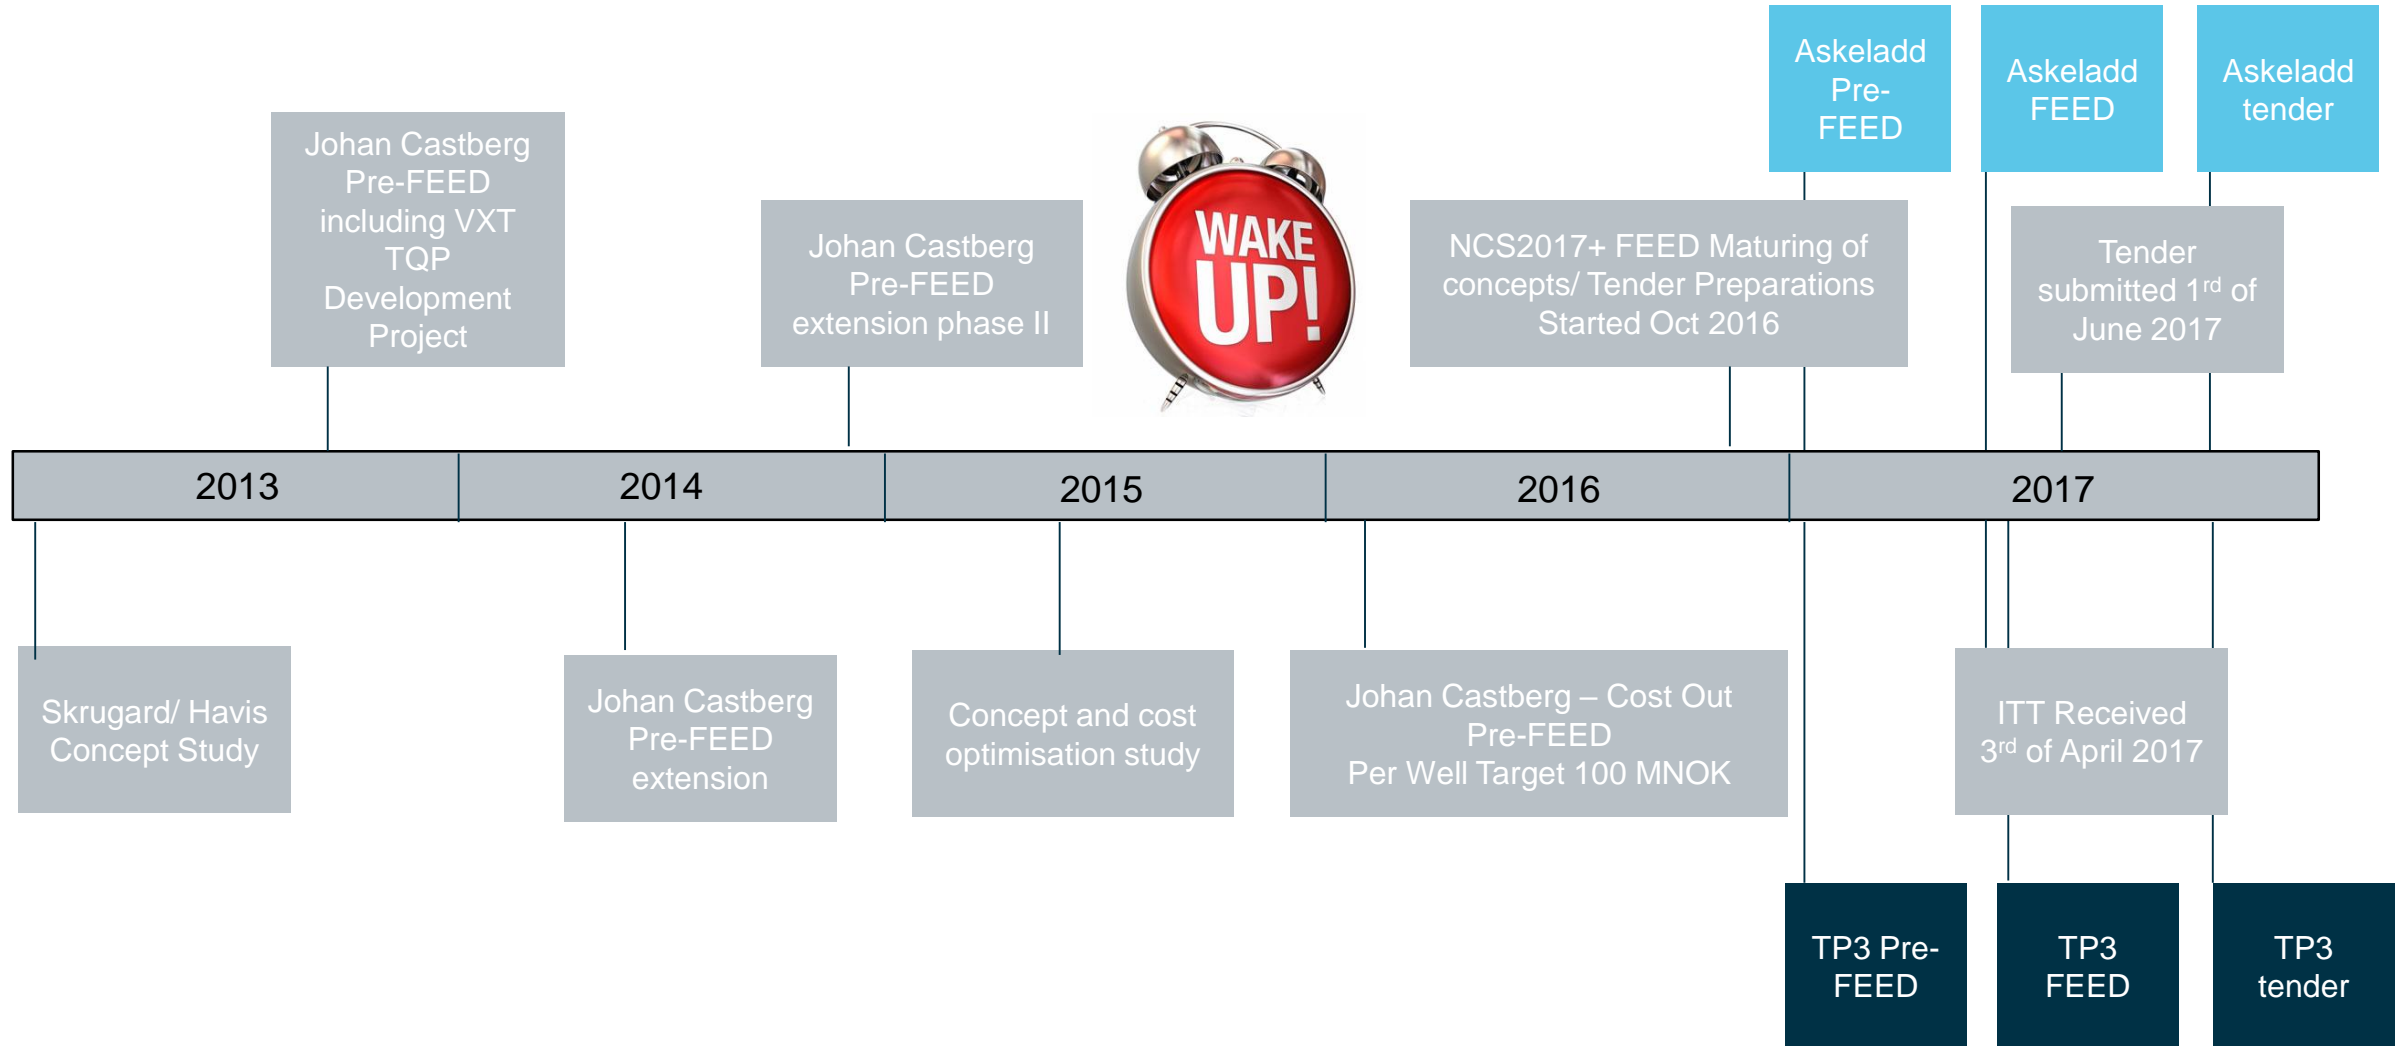 Askeladd
Pre-
FEED
Askeladd
FEED
Askeladd
tender
Johan Castberg
Pre-FEED
including VXT
TQP
Development
Project
Johan Castberg
Pre-FEED
extension phase II
WAKE
UP!
NCS2017+ FEED Maturing of
concepts/ Tender Preparations
Started Oct 2016
Tender
submitted 1rd of
June 2017
2013
2014
2015
2016
2017
Skrugard/ Havis
Concept Study
Johan Castberg
Pre-FEED
extension
Concept and cost
optimisation study
Johan Castberg – Cost Out
Pre-FEED
Per Well Target 100 MNOK
ITT Received
3rd of April 2017
TP3 Pre-
FEED
TP3
FEED
TP3
tender